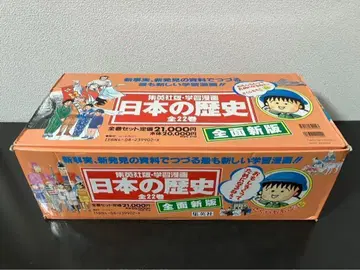 新事実、新発見の資料でつづる
最も新しい学習漫画!!
集英社版・学習漫画
日本の歴史
全22巻
全巻セット定価21,000円
本体20,000円
全面新版
新事実、新発見の資料でつづる最も新しい学習漫画!!
集英社版・学習漫画
日本の歴史
全22巻
全巻セット定価21,000円
本体20,000円
全面新版
集英社